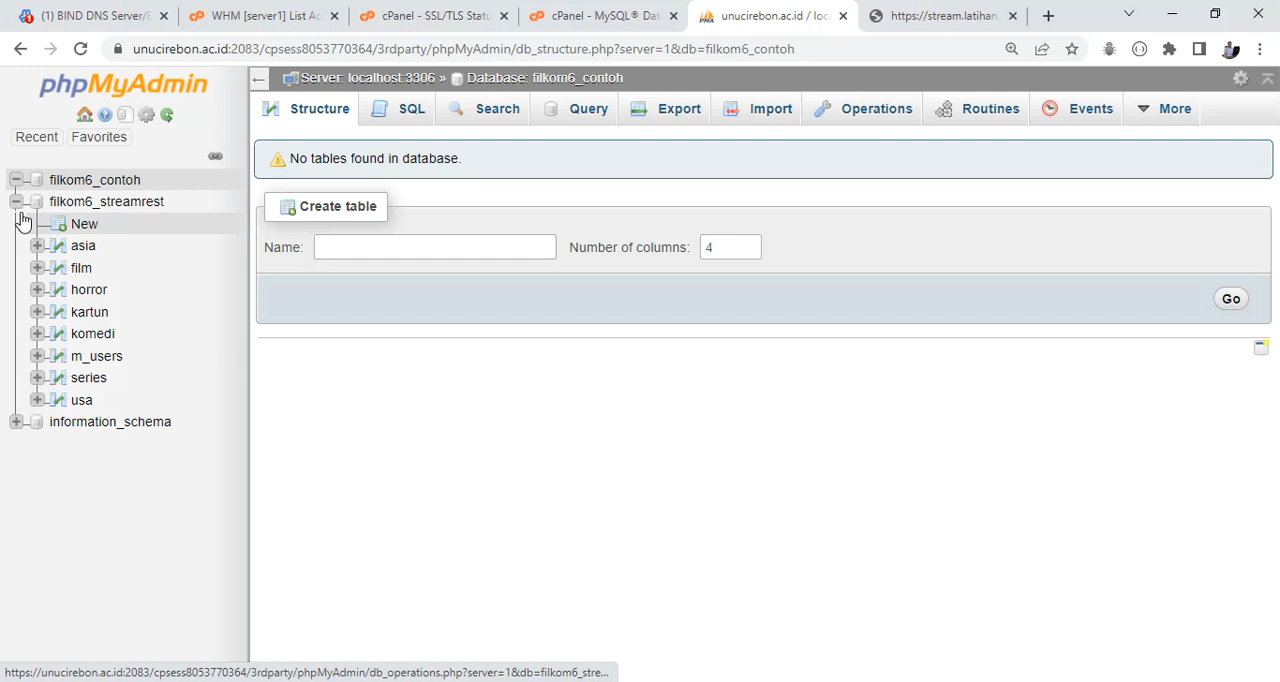 (1) BIND DNS Server/E
WHM [server1] List Ac
cPanel - SSL/TLS Statu
cPanel - MySQL® Data
unucirebon.ac.id / loca
https://stream.latihan.
unucirebon.ac.id:2083/cpsess8053770364/3rdparty/phpMyAdmin/db_structure.php?server=1&db=filkom6_contoh
phpMyAdmin
Recent Favorites
filkom6_contoh
filkom6_streamrest
New
asia
film
horror
kartun
komedi
m_users
series
usa
information_schema
Server: localhost:3306 » Database: filkom6_contoh
Structure SQL Search Query Export Import Operations Routines Events More
No tables found in database.
Create table
Name: Number of columns: 4
Go
https://unucirebon.ac.id:2083/cpsess8053770364/3rdparty/phpMyAdmin/db_operations.php?server=1&db=filkom6_stre...